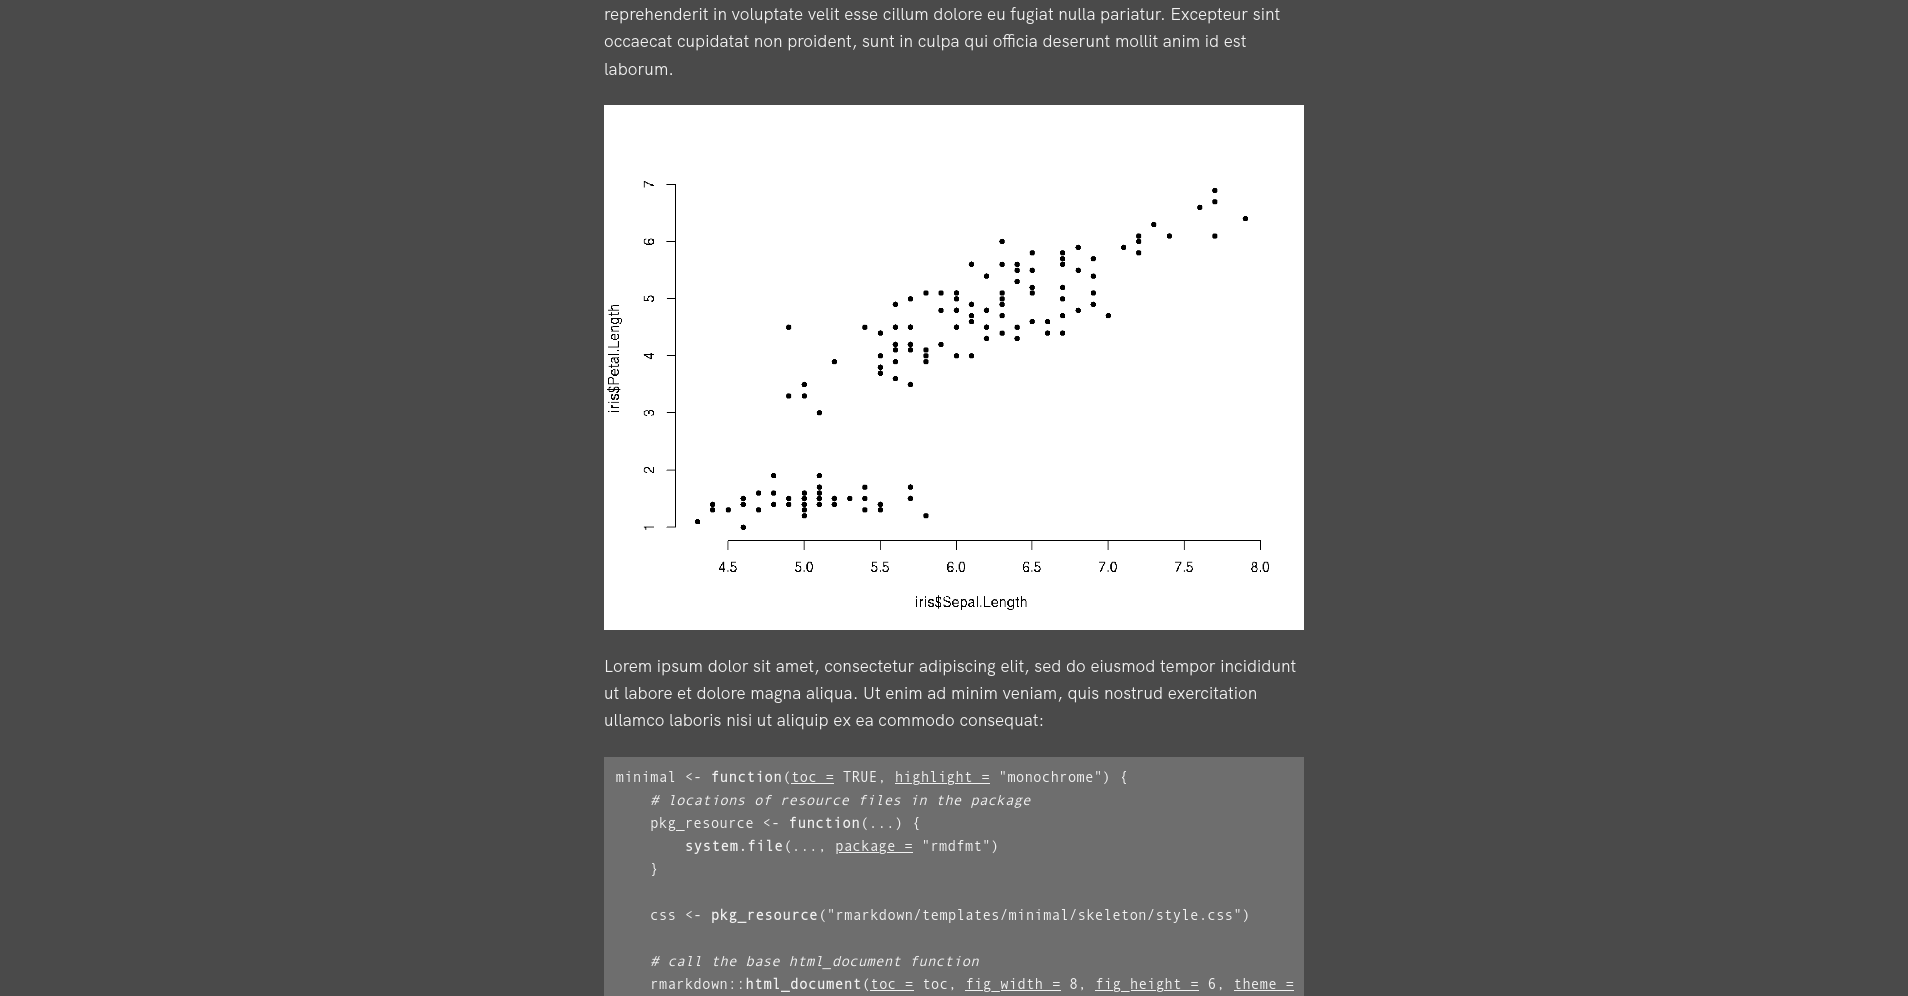 reprehenderit in voluptate velit esse cillum dolore eu fugiat nulla pariatur. Excepteur sint
occaecat cupidatat non proident, sunt in culpa qui officia deserunt mollit anim id est
laborum.
7
6
5
4
3
2
1
iris$Petal.Length
4.5 5.0 5.5 6.0 6.5 7.0 7.5 8.0
iris$Sepal.Length
Lorem ipsum dolor sit amet, consectetur adipiscing elit, sed do eiusmod tempor incididunt
ut labore et dolore magna aliqua. Ut enim ad minim veniam, quis nostrud exercitation
ullamco laboris nisi ut aliquip ex ea commodo consequat:
minimal <- function(toc = TRUE, highlight = "monochrome") {
    # locations of resource files in the package
    pkg_resource <- function(...) {
        system.file(..., package = "rmdfmt")
    }
    css <- pkg_resource("rmarkdown/templates/minimal/skeleton/style.css")
    # call the base html_document function
    rmarkdown::html_document(toc = toc, fig_width = 8, fig_height = 6, theme =